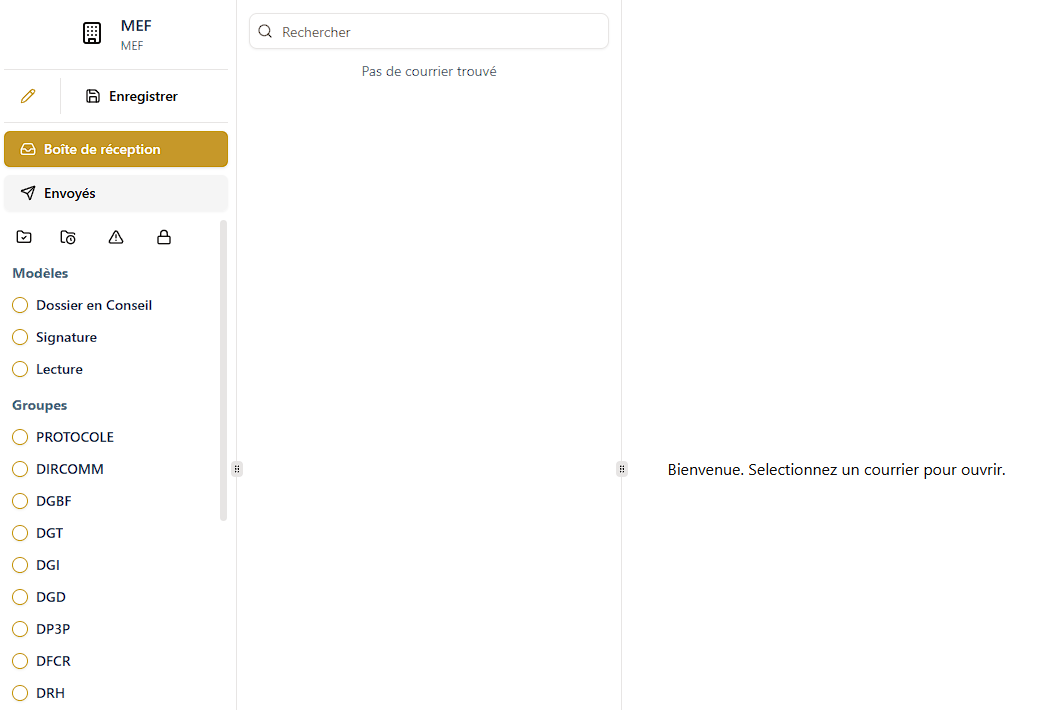 MEF
MEF
Enregistrer
Boîte de réception
Envoyés
Modèles
Dossier en Conseil
Signature
Lecture
Groupes
PROTOCOLE
DIRCOMM
DGBF
DGT
DGI
DGD
DP3P
DFCR
DRH
Rechercher
Pas de courrier trouvé
Bienvenue. Selectionnez un courrier pour ouvrir.